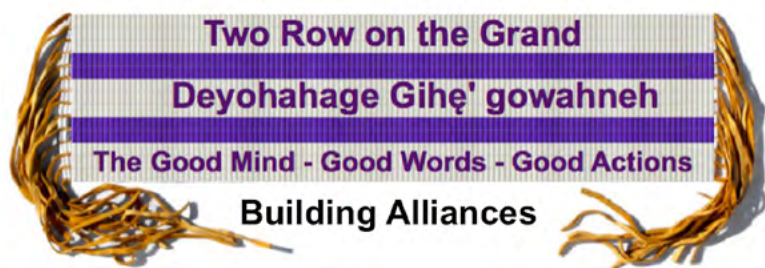 Two Row on the Grand
Deyohahage Gihę' gowahneh
The Good Mind - Good Words - Good Actions
Building Alliances